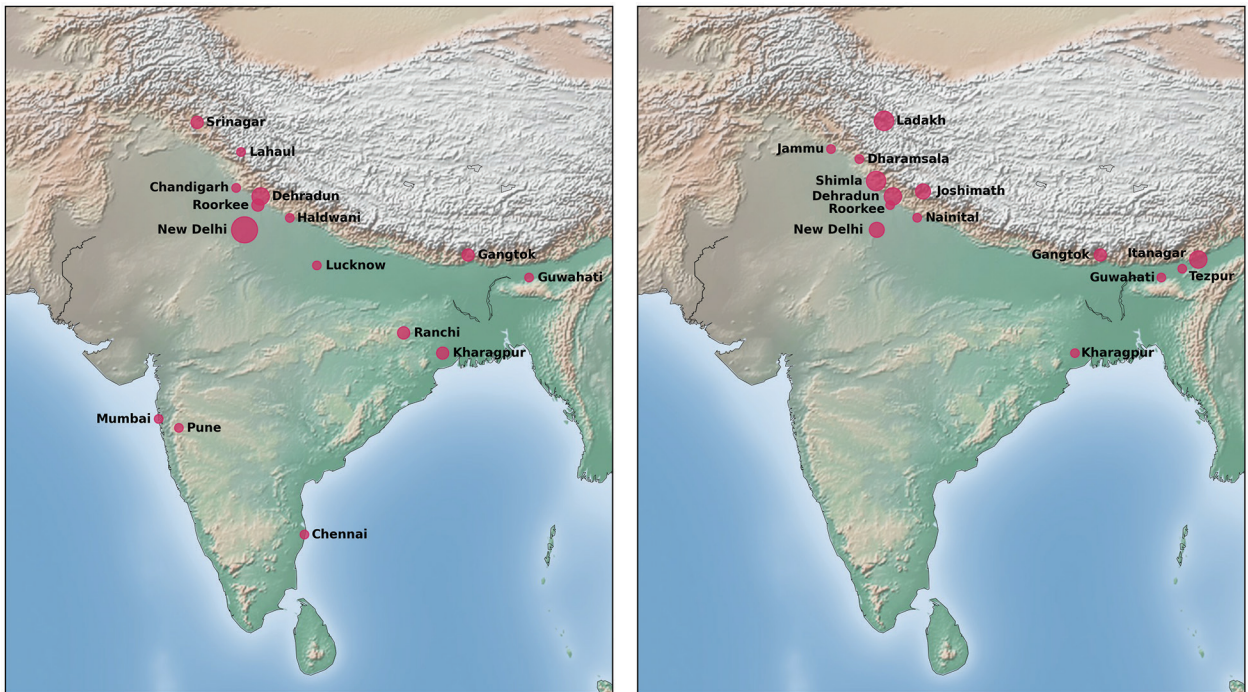 Srinagar
Lahaul
Chandigarh
Dehradun
Roorkee
Haldwani
New Delhi
Gangtok
Lucknow
Guwahati
Ranchi
Kharagpur
Mumbai
Pune
Chennai
Ladakh
Jammu
Dharamsala
Shimla
Joshimath
Dehradun
Roorkee
Nainital
New Delhi
Gangtok
Itanagar
Guwahati
Tezpur
Kharagpur